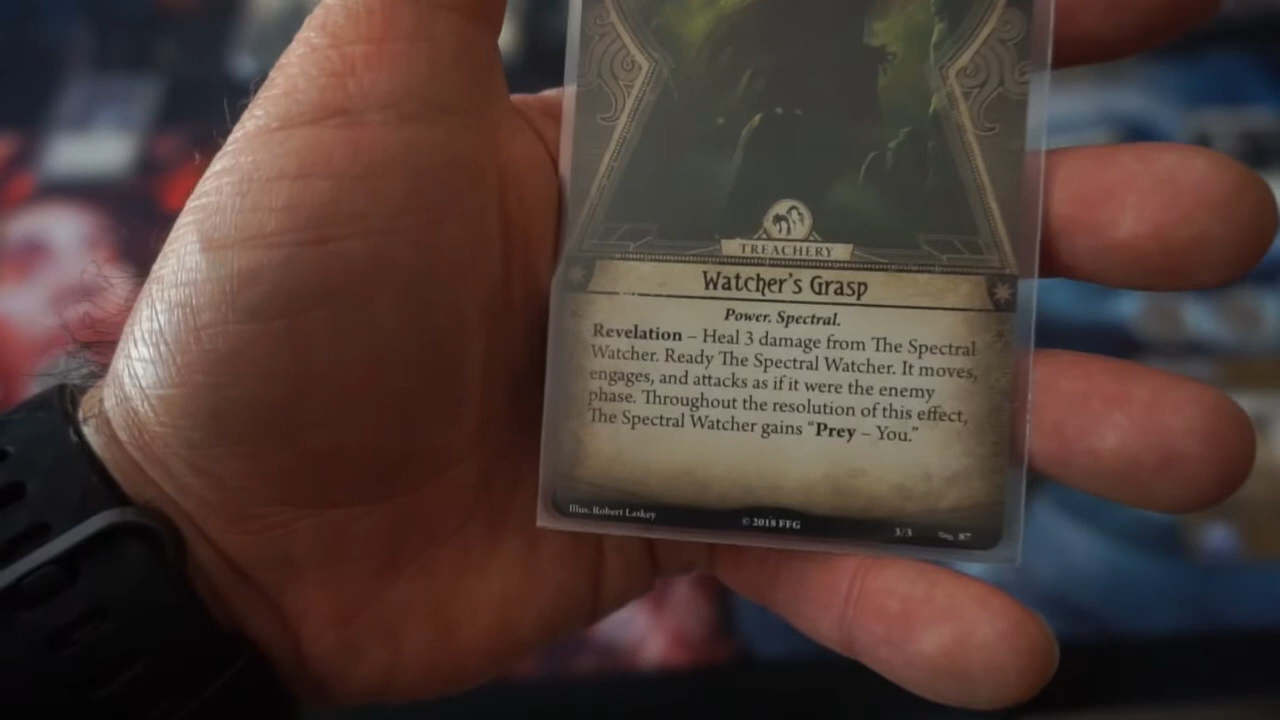 TREACHERY
Watcher's Grasp
Power. Spectral.
Revelation – Heal 3 damage from The Spectral
Watcher. Ready The Spectral Watcher. It moves,
engages, and attacks as if it were the enemy
phase. Throughout the resolution of this effect,
The Spectral Watcher gains “Prey – You.”
Illus. Robert Laskey © 2018 FFG 3/3 87